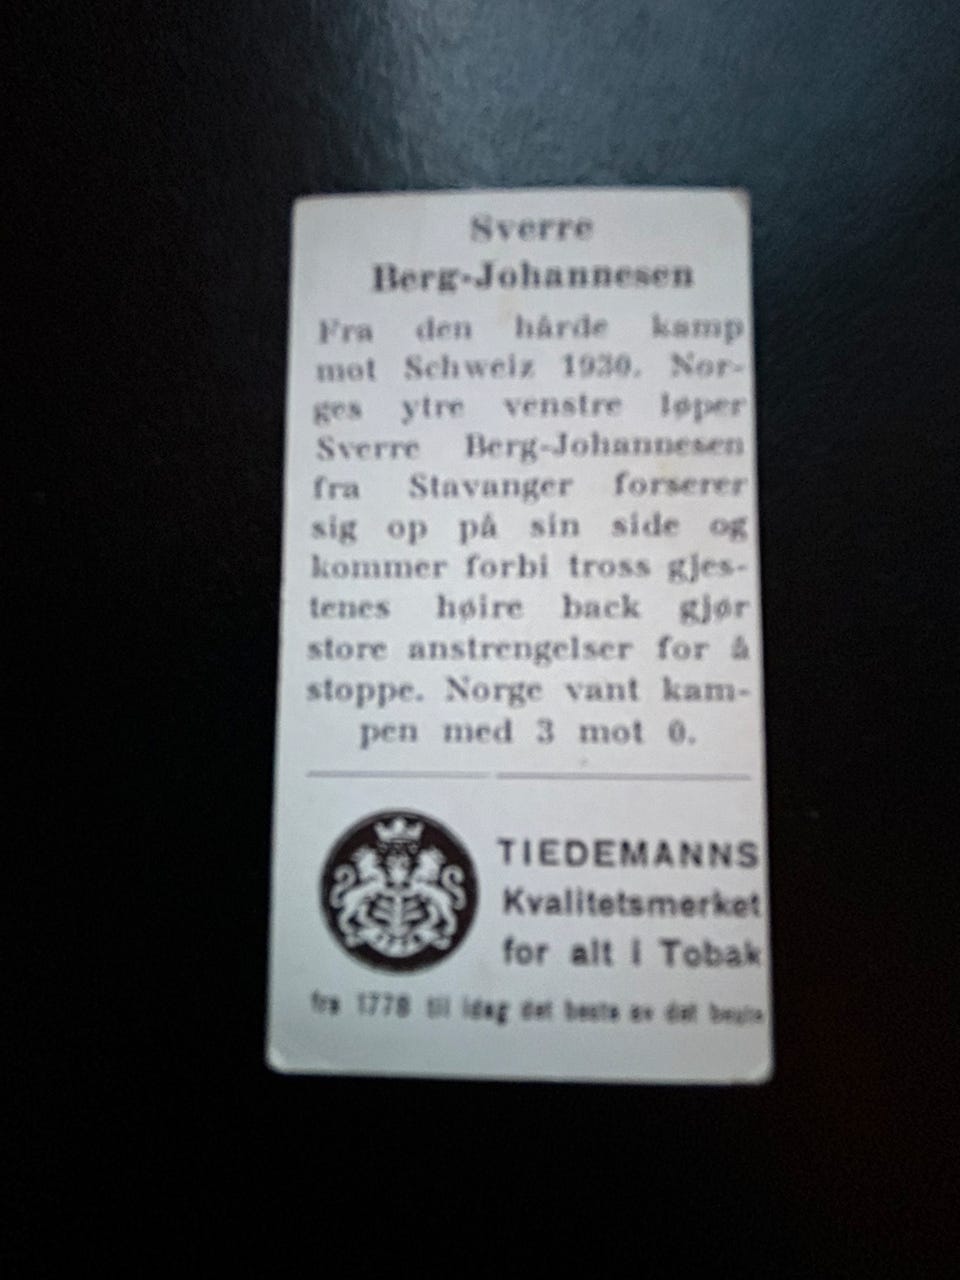 Sverre
Berg-Johannesen
Fra den hårde kamp
mot Schweiz 1930. Nor-
ges ytre venstre løper
Sverre Berg-Johannesen
fra Stavanger forserer
sig op på sin side og
kommer forbi tross gjes-
tenes høire back gjør
store anstrengelser for å
stoppe. Norge vant kam-
pen med 3 mot 0.
1778
TIEDEMANNS
Kvalitetsmerket
for alt i Tobak
fra 1778 til idag det beste av det beste